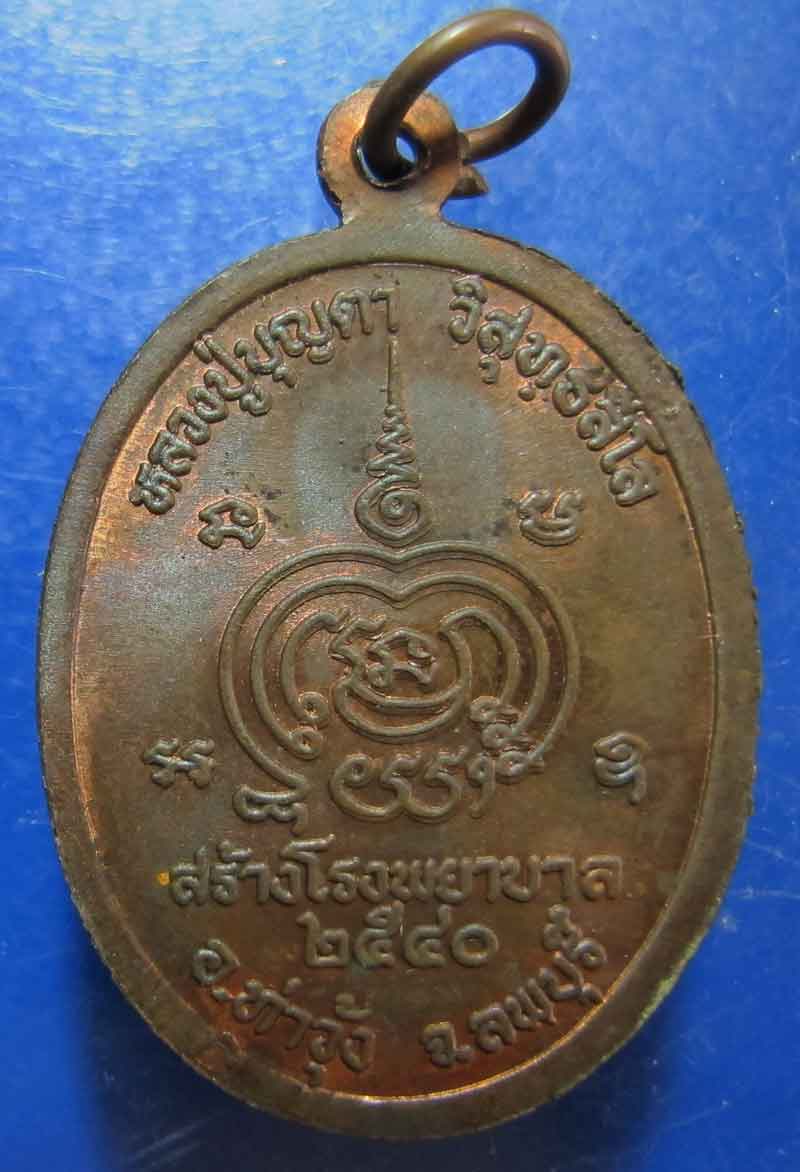 หลวงปู่บุญตา วิสุทฺธสีโล
สร้างโรงพยาบาล
๒๕๔๐
อ.ท่าวุ้ง จ.ลพบุรี